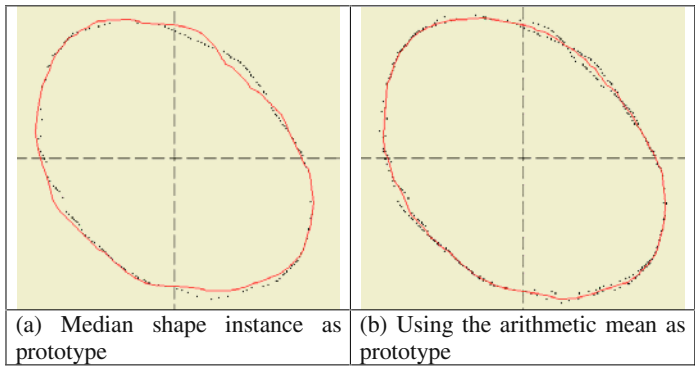 (a) Median shape instance as
prototype
(b) Using the arithmetic mean as
prototype